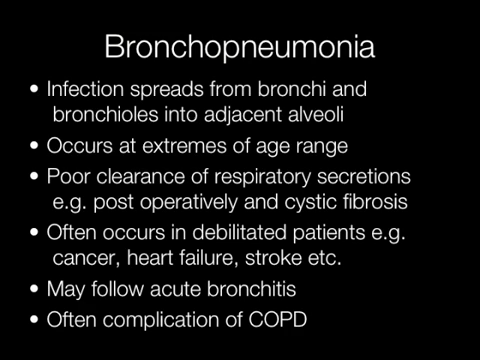 Bronchopneumonia
• Infection spreads from bronchi and
bronchioles into adjacent alveoli
• Occurs at extremes of age range
• Poor clearance of respiratory secretions
e.g. post operatively and cystic fibrosis
• Often occurs in debilitated patients e.g.
cancer, heart failure, stroke etc.
• May follow acute bronchitis
• Often complication of COPD